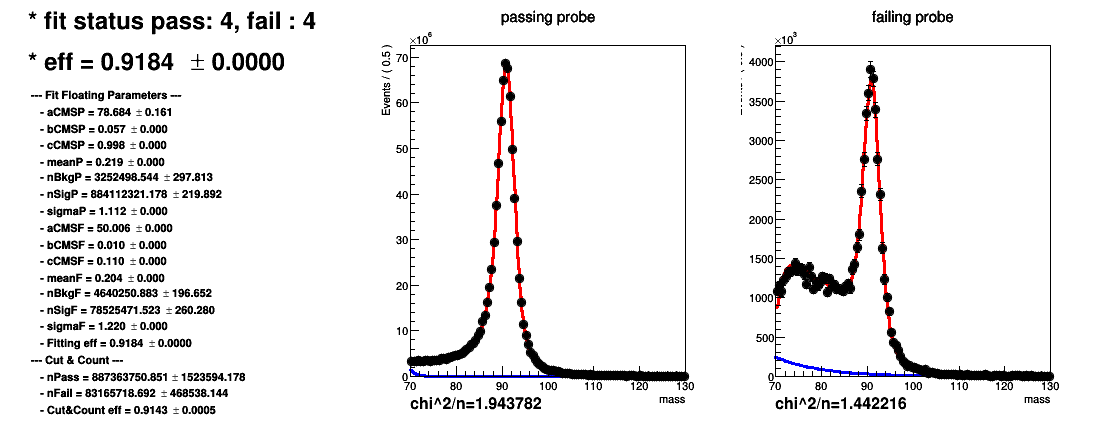 * fit status pass: 4, fail : 4
* eff = 0.9184 ± 0.0000
--- Fit Floating Parameters ---
- aCMSP = 78.684 ± 0.161
- bCMSP = 0.057 ± 0.000
- cCMSP = 0.998 ± 0.000
- meanP = 0.219 ± 0.000
- nBkgP = 3252498.544 ± 297.813
- nSigP = 884112321.178 ± 219.892
- sigmaP = 1.112 ± 0.000
- aCMSF = 50.006 ± 0.000
- bCMSF = 0.010 ± 0.000
- cCMSF = 0.110 ± 0.000
- meanF = 0.204 ± 0.000
- nBkgF = 4640250.883 ± 196.652
- nSigF = 78525471.523 ± 260.280
- sigmaF = 1.220 ± 0.000
- Fitting eff = 0.9184 ± 0.0000
--- Cut & Count ---
- nPass = 887363750.851 ± 1523594.178
- nFail = 83165718.692 ± 468538.144
- Cut&Count eff = 0.9143 ± 0.0005
passing probe
×10^6
Events / ( 0.5 )
70
60
50
40
30
20
10
0
70 80 90 100 110 120 130
mass
chi^2/n=1.943782
failing probe
×10^3
4000
3500
3000
2500
2000
1500
1000
500
0
70 80 90 100 110 120 130
mass
chi^2/n=1.442216